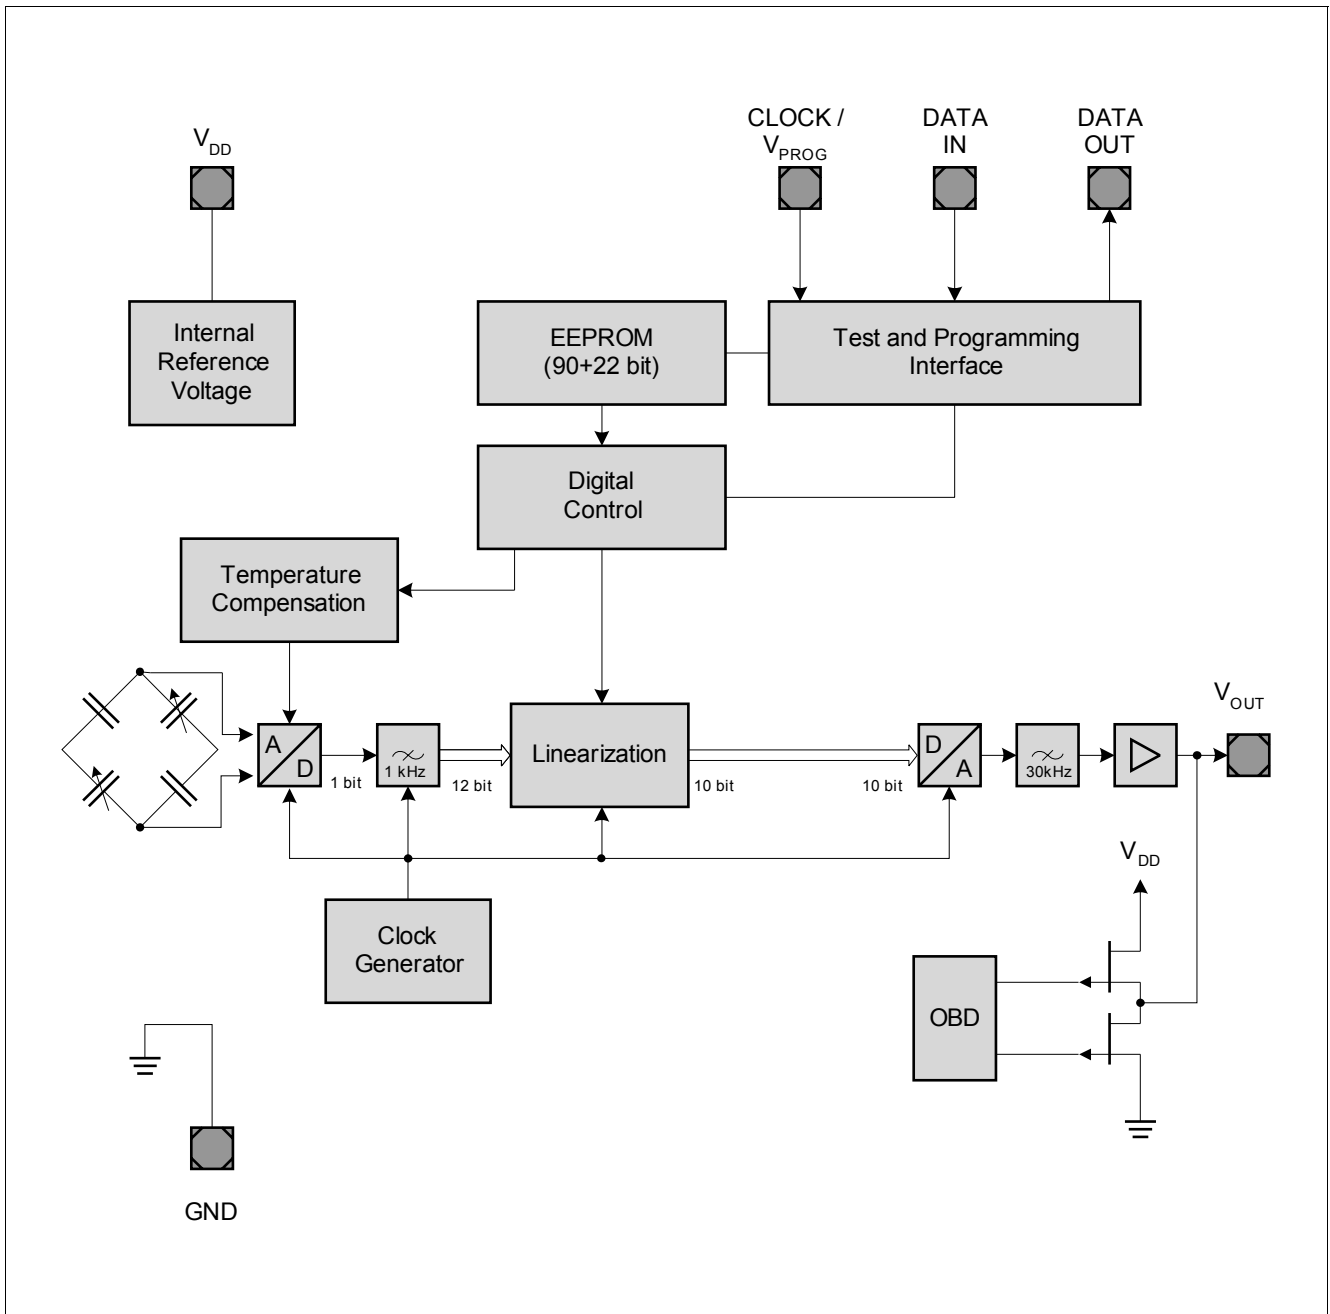 V_DD
CLOCK /
V_PROG
DATA
IN
DATA
OUT
Internal
Reference
Voltage
EEPROM
(90+22 bit)
Test and Programming
Interface
Digital
Control
Temperature
Compensation
A
D
1 bit
1 kHz
12 bit
Linearization
10 bit
10 bit
D
A
30kHz
V_OUT
Clock
Generator
V_DD
OBD
GND